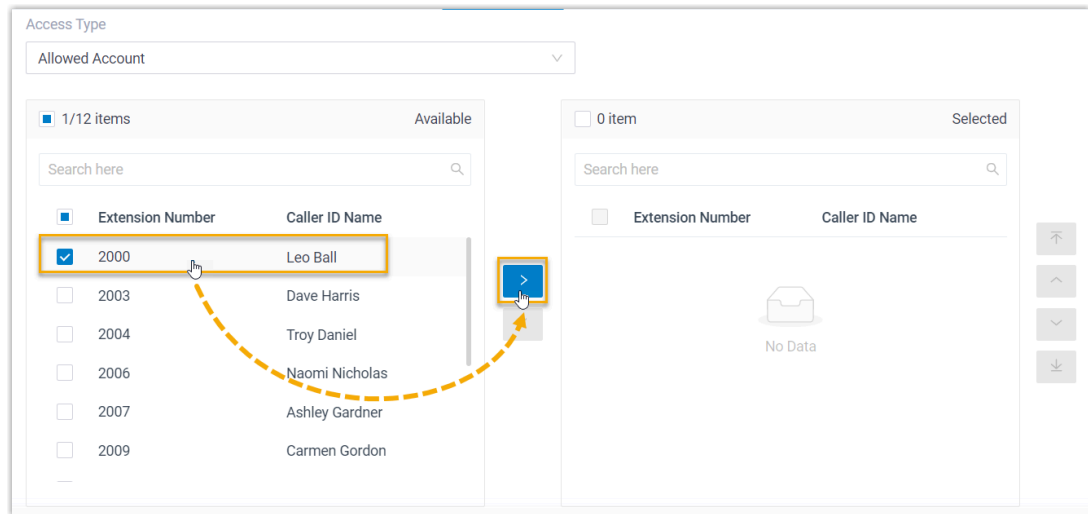 Access Type
Allowed Account
1/12 items Available
Search here
Extension Number Caller ID Name
2000 Leo Ball
2003 Dave Harris
2004 Troy Daniel
2006 Naomi Nicholas
2007 Ashley Gardner
2009 Carmen Gordon
0 item Selected
Search here
Extension Number Caller ID Name
No Data